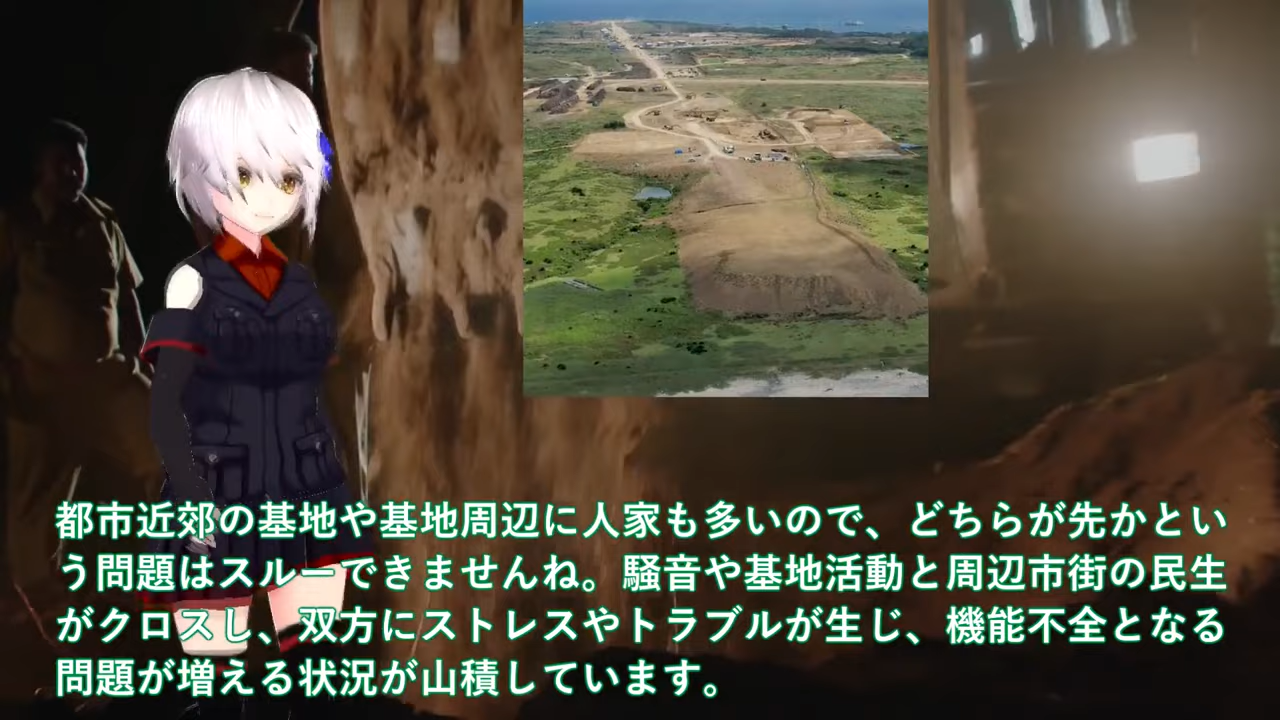 都市近郊の基地や基地周辺に人家も多いので、どちらが先かとい
う問題はスルーできませんね。騒音や基地活動と周辺市街の民生
がクロスし、双方にストレスやトラブルが生じ、機能不全となる
問題が増える状況が山積しています。